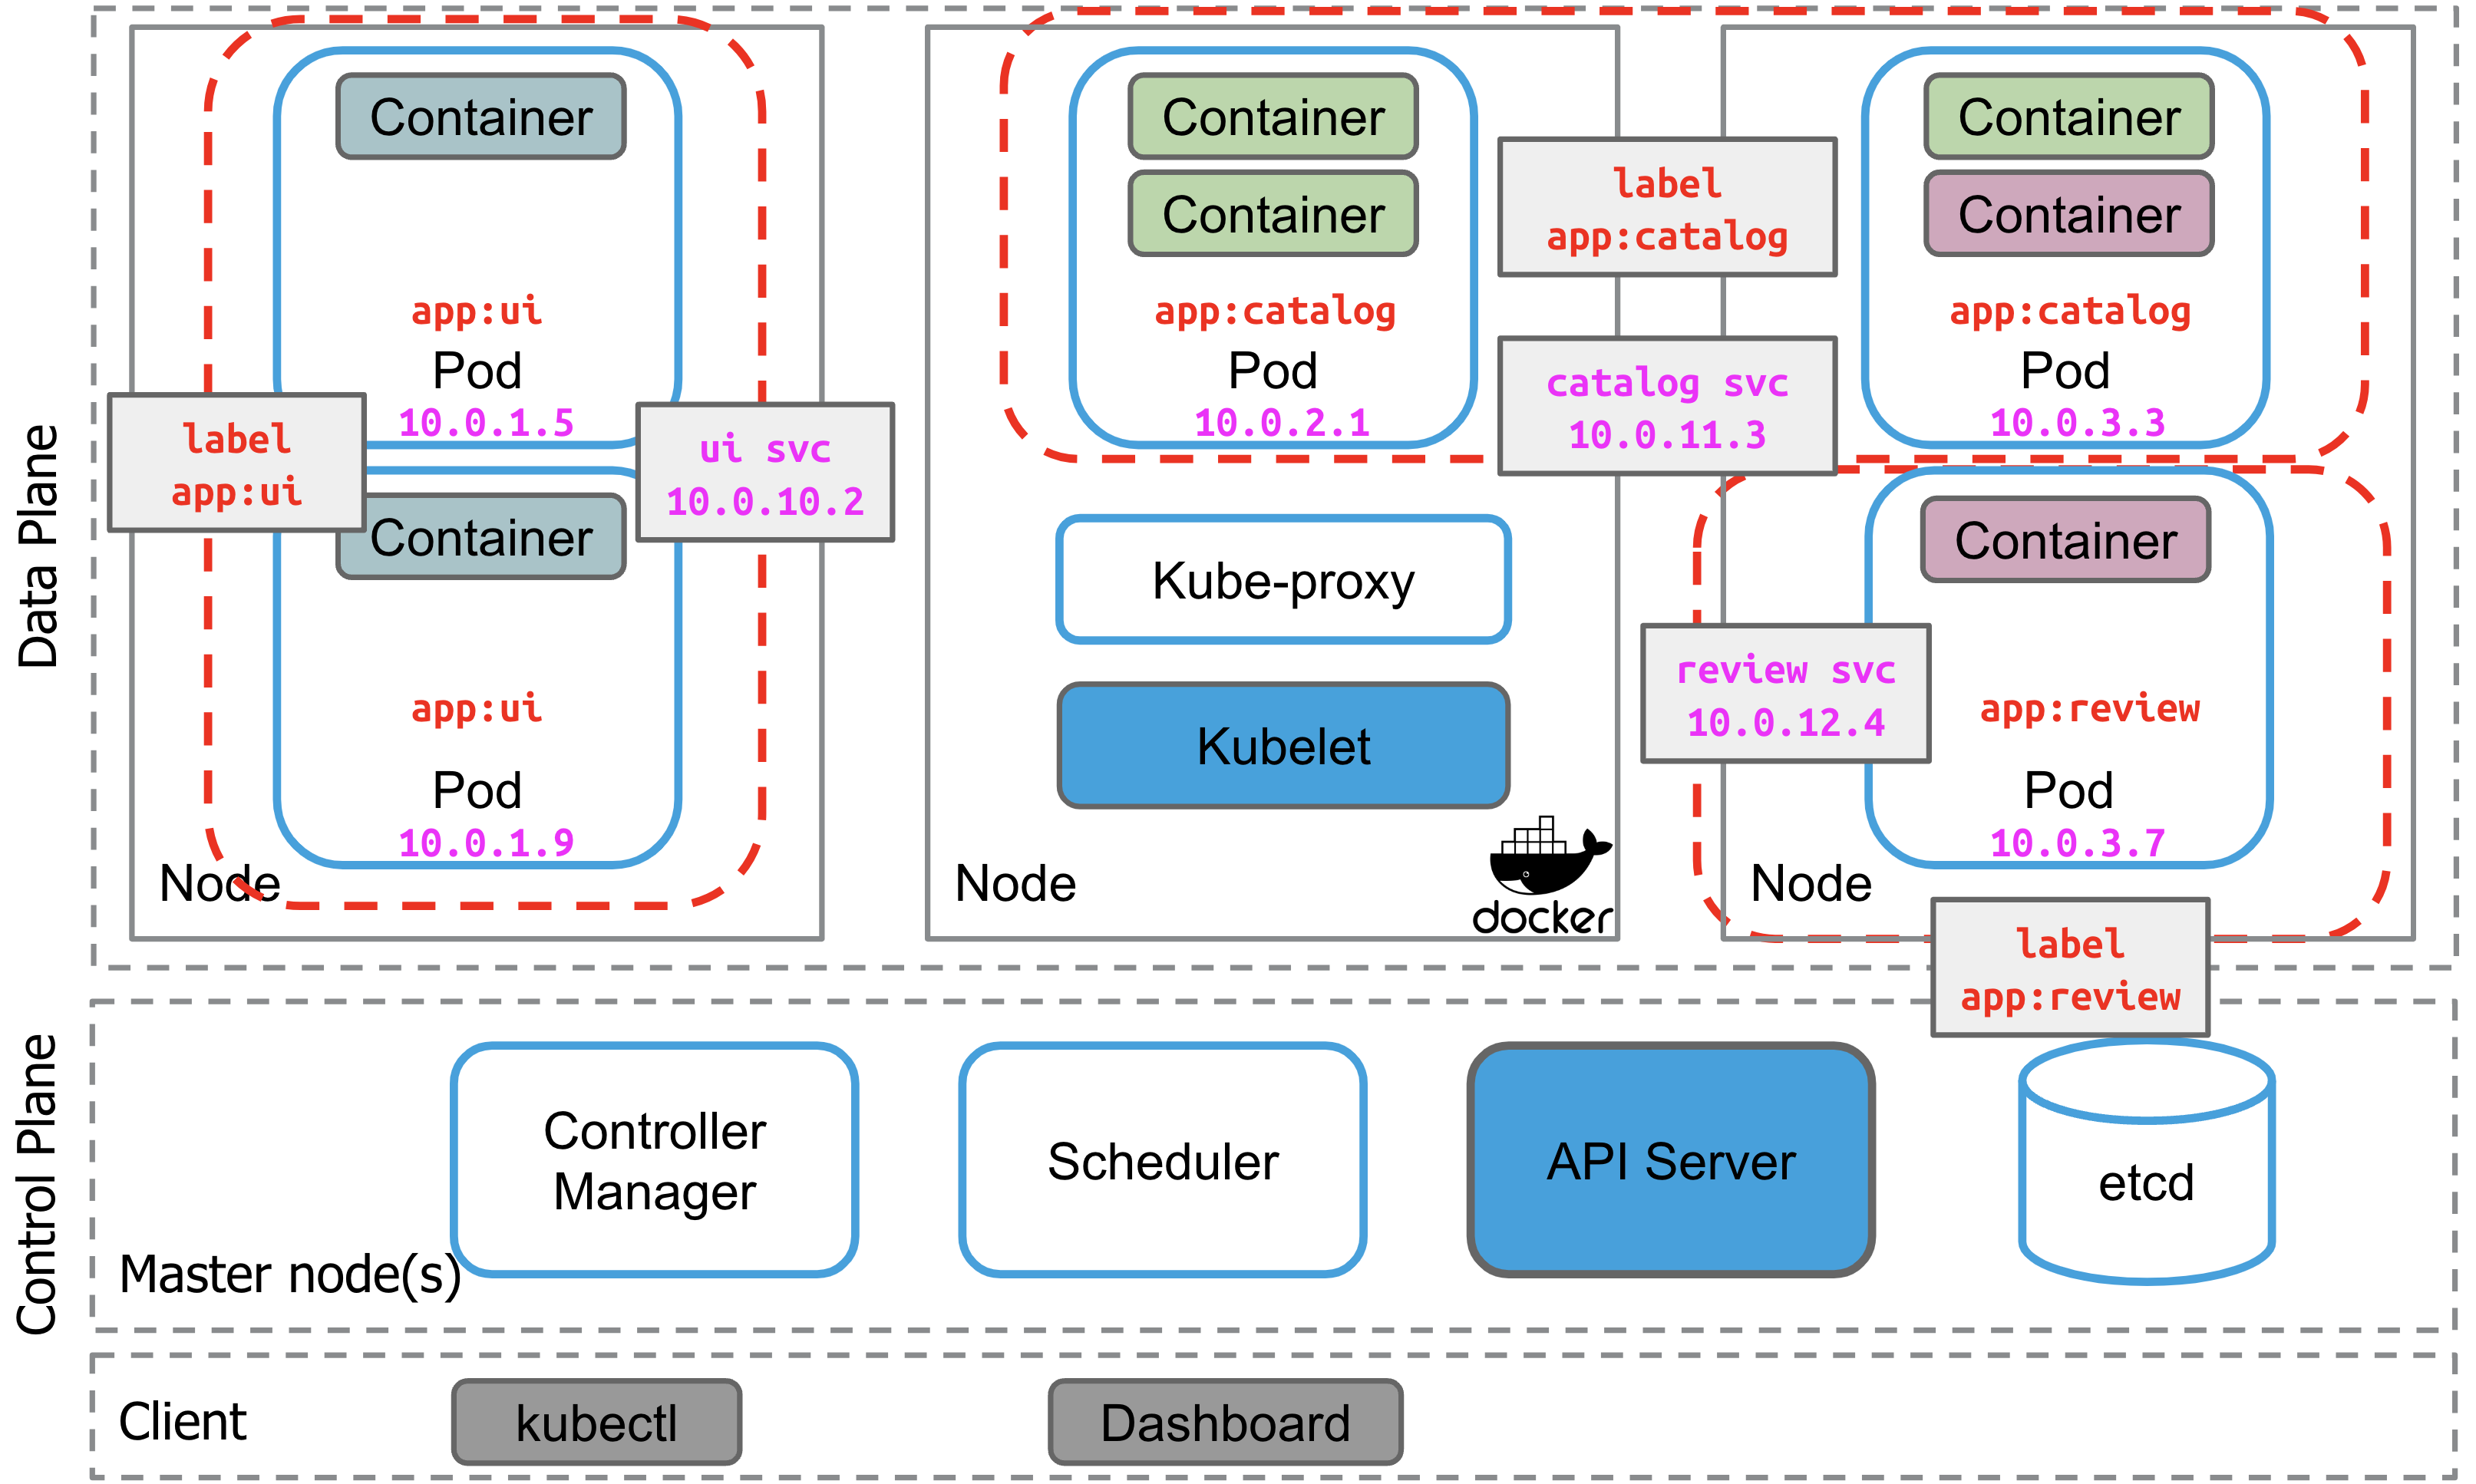 Data Plane
Container
app:ui
Pod
10.0.1.5
label
app:ui
ui svc
10.0.10.2
Container
app:ui
Pod
10.0.1.9
Node
Container
Container
app:catalog
Pod
10.0.2.1
label
app:catalog
catalog svc
10.0.11.3
Kube-proxy
Kubelet
docker
Node
Container
Container
app:catalog
Pod
10.0.3.3
Container
review svc
10.0.12.4
app:review
Pod
10.0.3.7
Node
label
app:review
Control Plane
Master node(s)
Controller
Manager
Scheduler
API Server
etcd
Client
kubectl
Dashboard